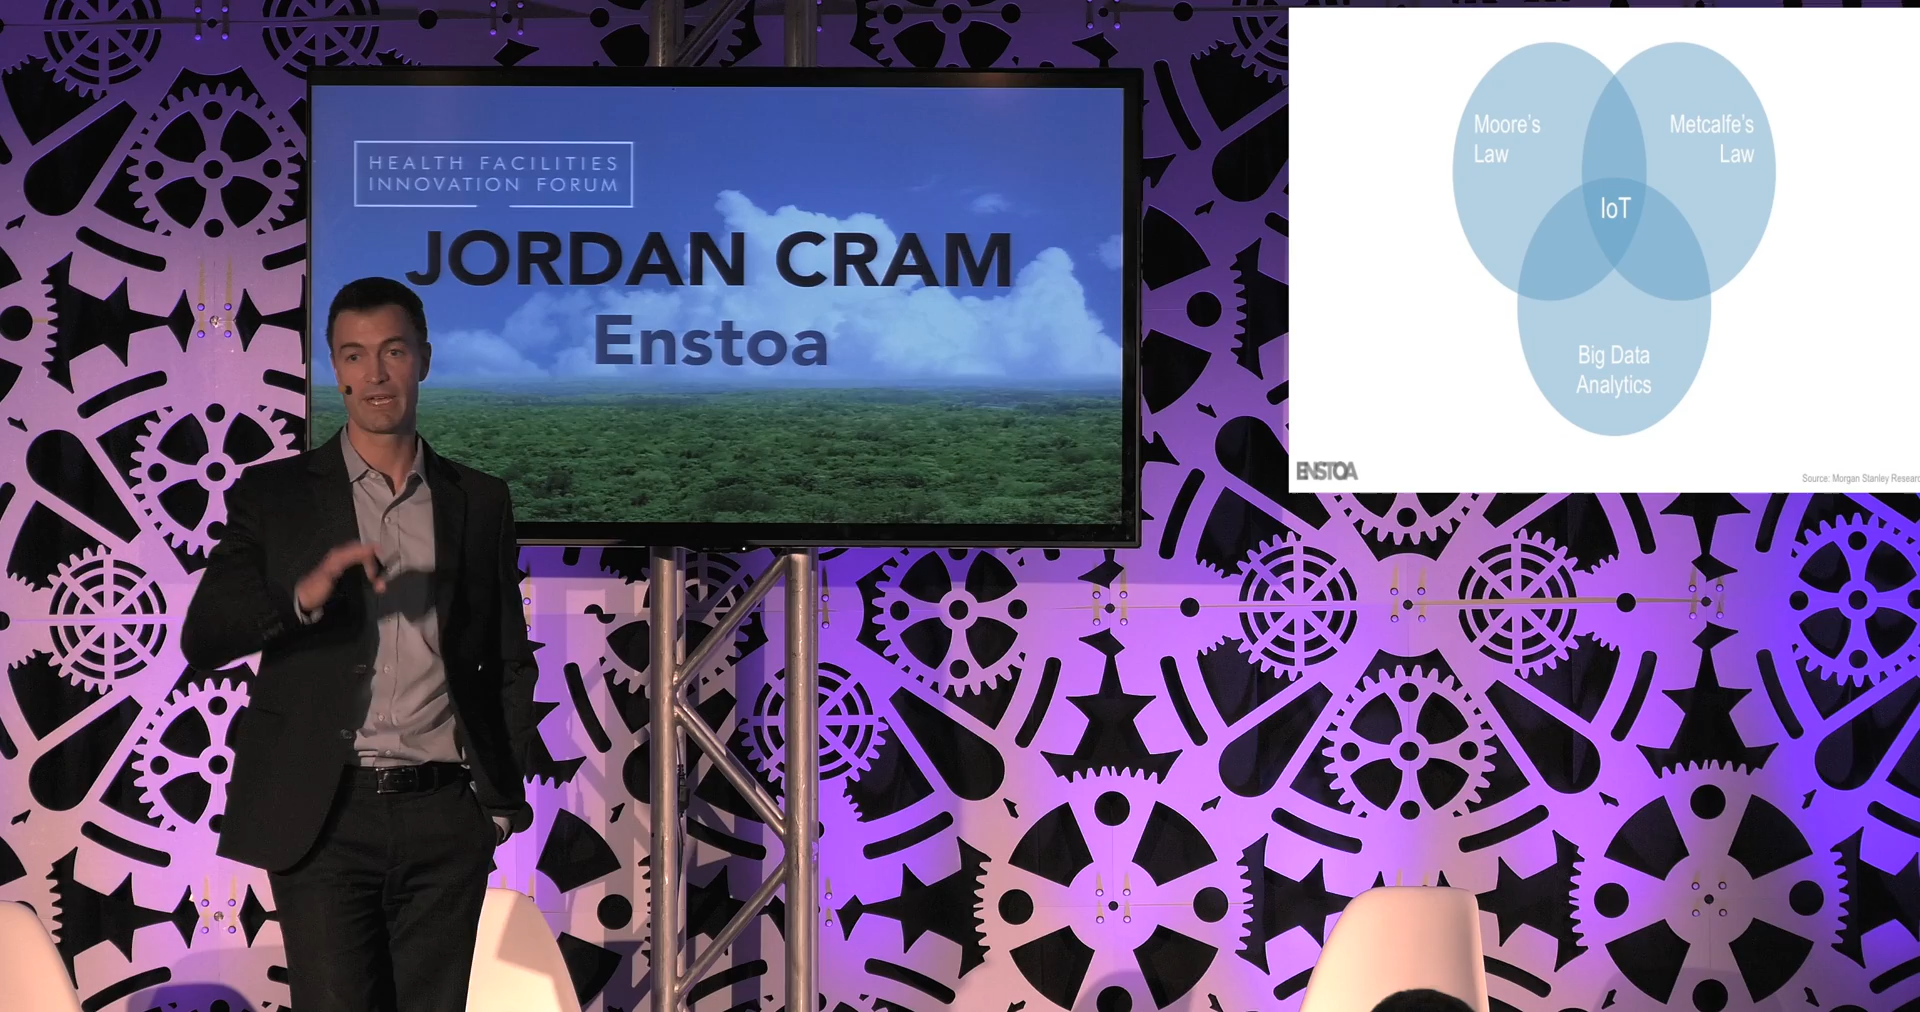 HEALTH FACILITIES
INNOVATION FORUM
JORDAN CRAM
Enstoa
Moore's
Law
Metcalfe's
Law
IoT
Big Data
Analytics
ENSTOA
Source: Morgan Stanley Research